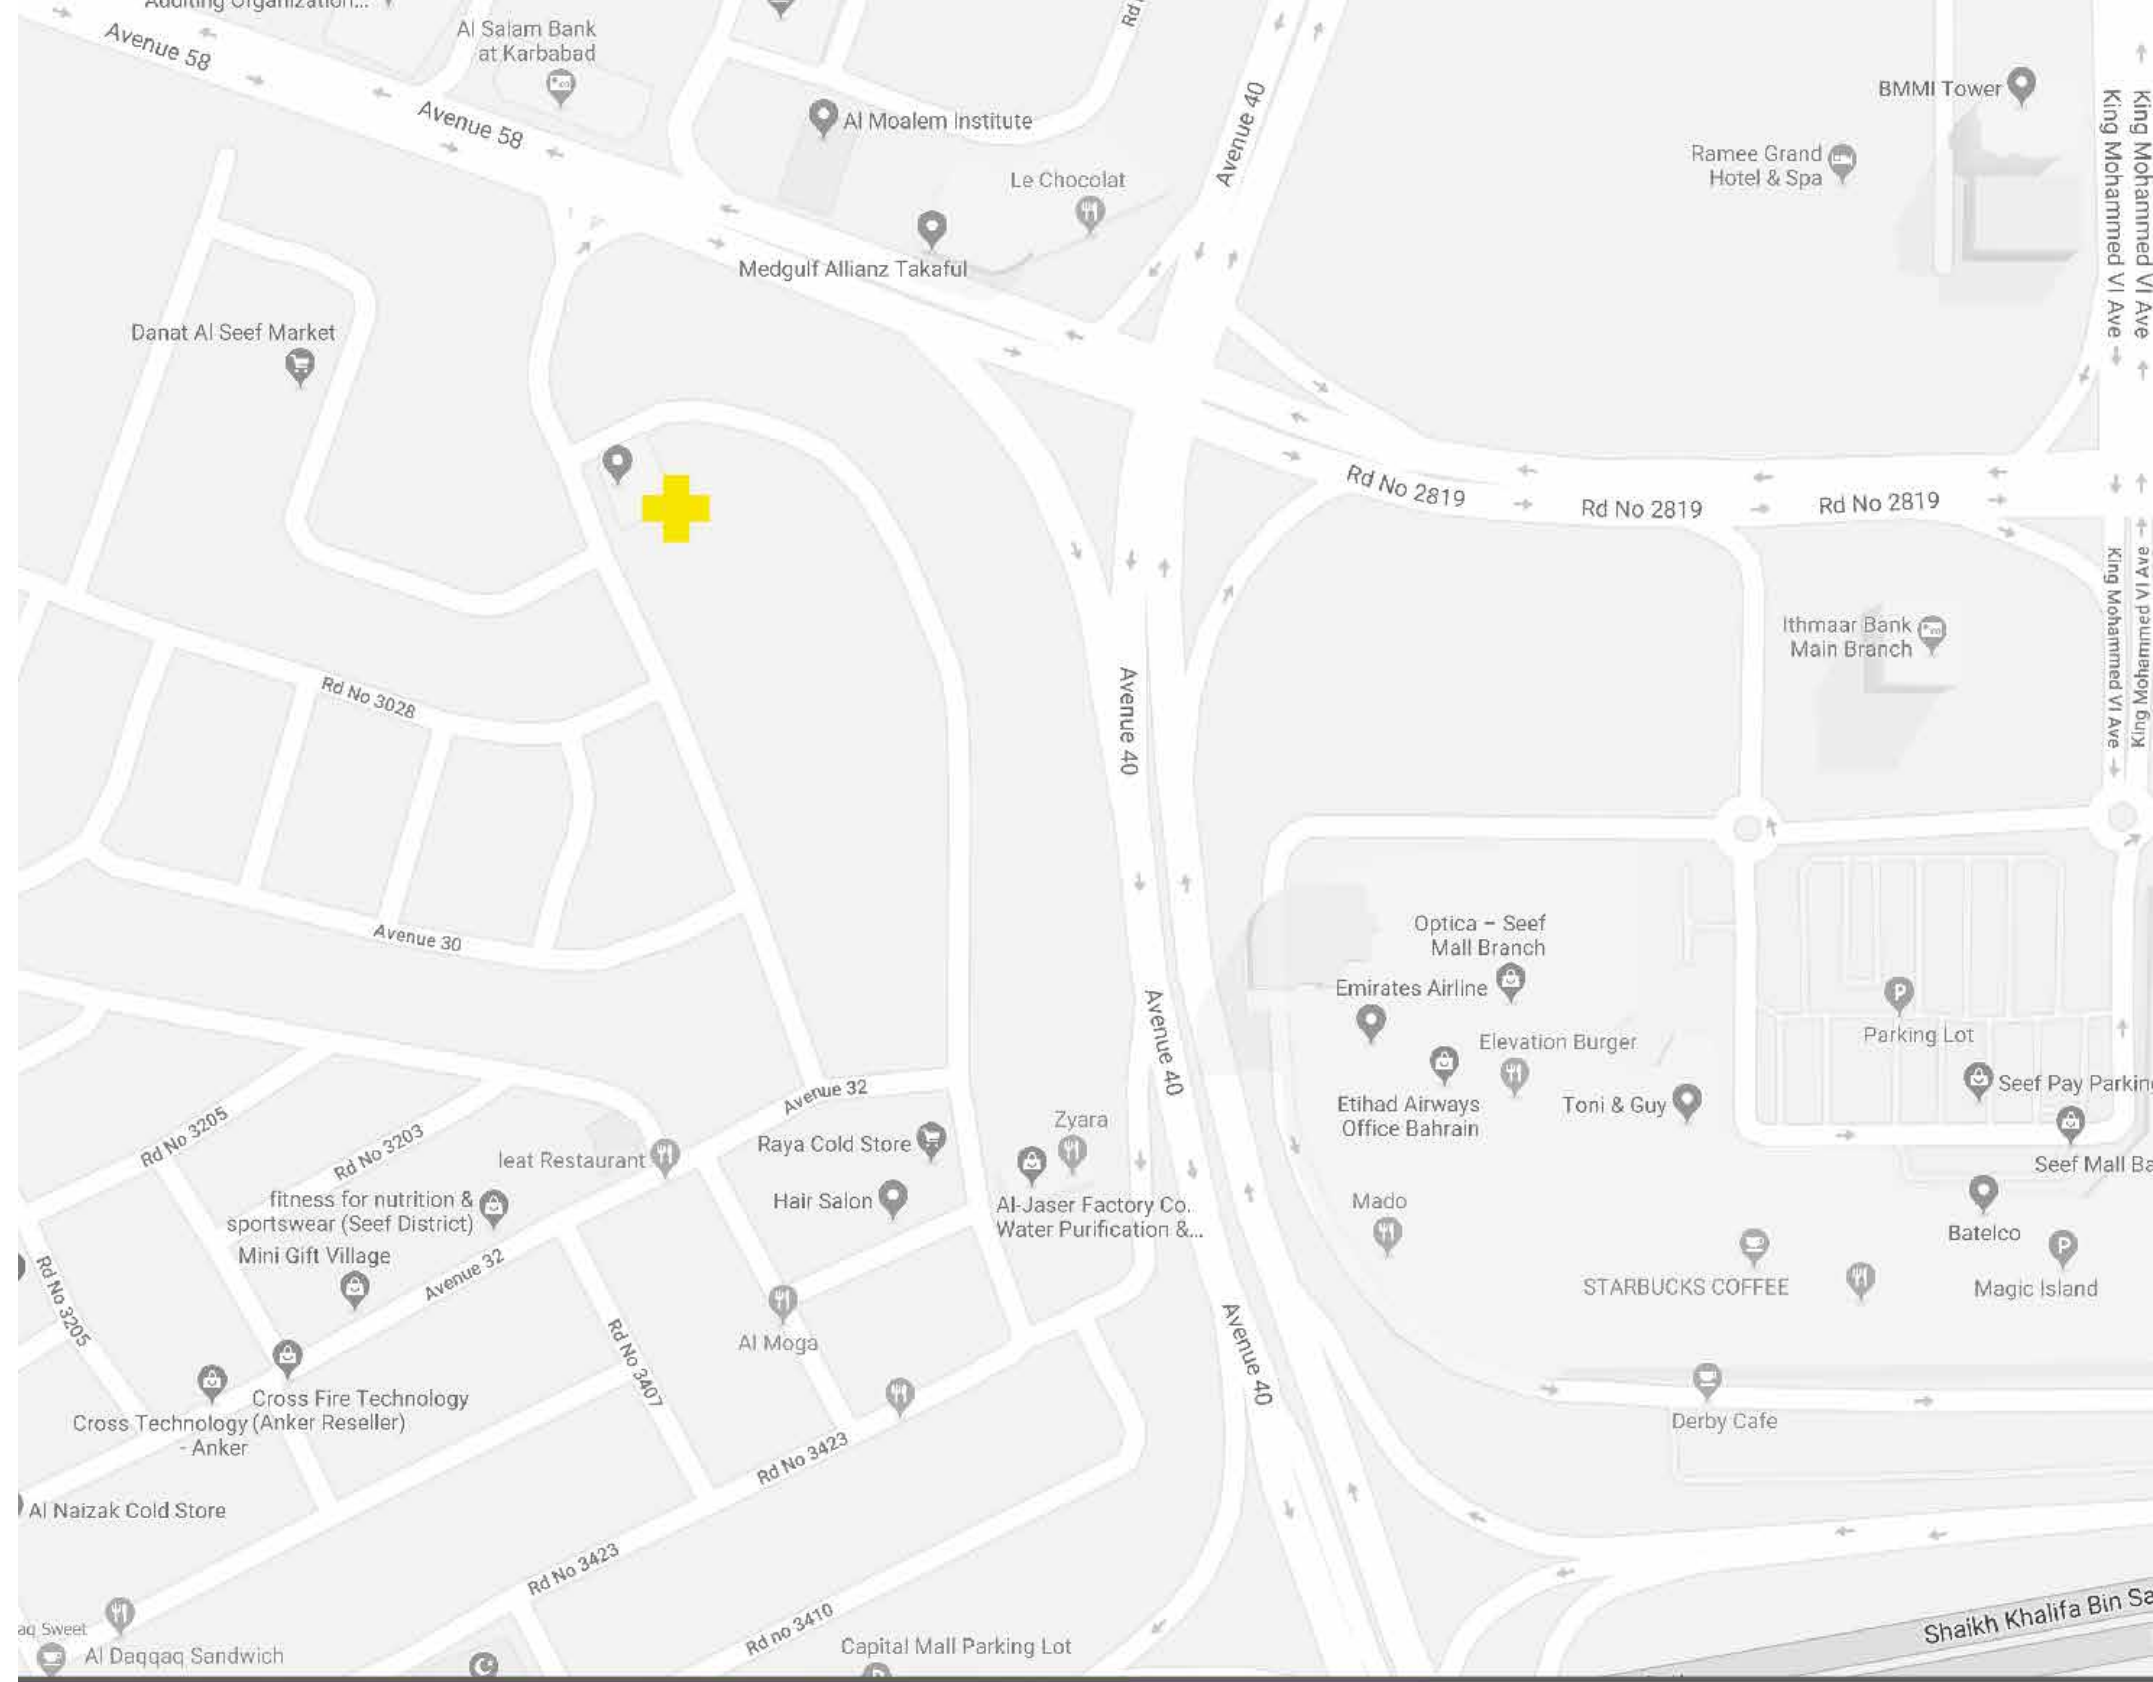 Auditing Organization...
Avenue 58
Al Salam Bank
at Karbabad
Rd
Avenue 40
King Mohammed VI Ave
King Mohammed VI Ave
BMMI Tower
Avenue 58
Al Moalem Institute
Ramee Grand
Hotel & Spa
Le Chocolat
Medgulf Allianz Takaful
Danat Al Seef Market
Rd No 2819
Rd No 2819
Rd No 2819
King Mohammed VI Ave
King Mohammed VI Ave
Ithmaar Bank
Main Branch
Rd No 3028
Avenue 40
Avenue 30
Optica – Seef
Mall Branch
Emirates Airline
Avenue 40
Elevation Burger
P
Parking Lot
Avenue 32
Seef Pay Parking
Etihad Airways
Office Bahrain
Toni & Guy
Zyara
Rd No 3205
Rd No 3203
Raya Cold Store
leat Restaurant
Seef Mall Ba
fitness for nutrition &
sportswear (Seef District)
Hair Salon
Al-Jaser Factory Co.
Water Purification &...
Mado
Batelco
Mini Gift Village
Avenue 32
P
STARBUCKS COFFEE
Magic Island
Rd No 3205
Al Moga
Rd No 3407
Avenue 40
Cross Fire Technology
Cross Technology (Anker Reseller)
- Anker
Derby Cafe
Rd No 3423
Al Naizak Cold Store
Rd No 3423
Rd no 3410
Shaikh Khalifa Bin Sa
aq Sweet
Al Daqqaq Sandwich
Capital Mall Parking Lot